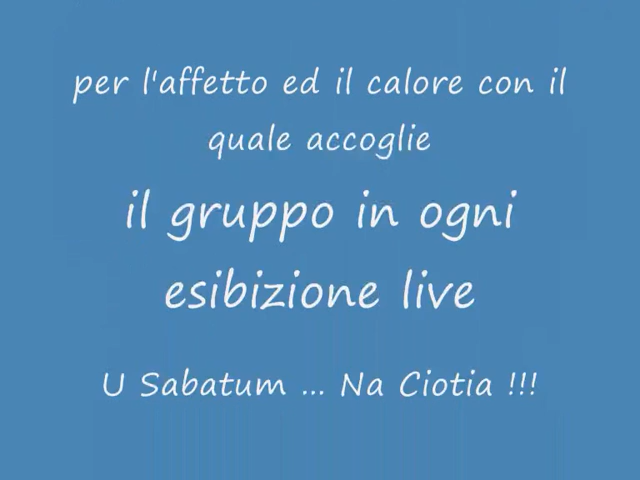 per l'affetto ed il calore con il
quale accoglie
il gruppo in ogni
esibizione live
U Sabatum ... Na Ciotia !!!